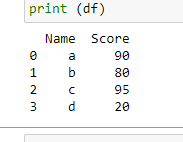 print (df)
Name Score
0 a 90
1 b 80
2 c 95
3 d 20